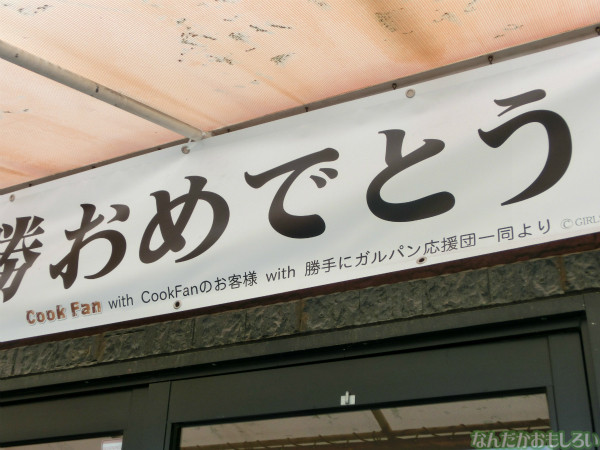 勝おめでとう
Cook Fan with CookFanのお客様 with 勝手にガルパン応援団一同より © GIRL
なんだかおもしろい